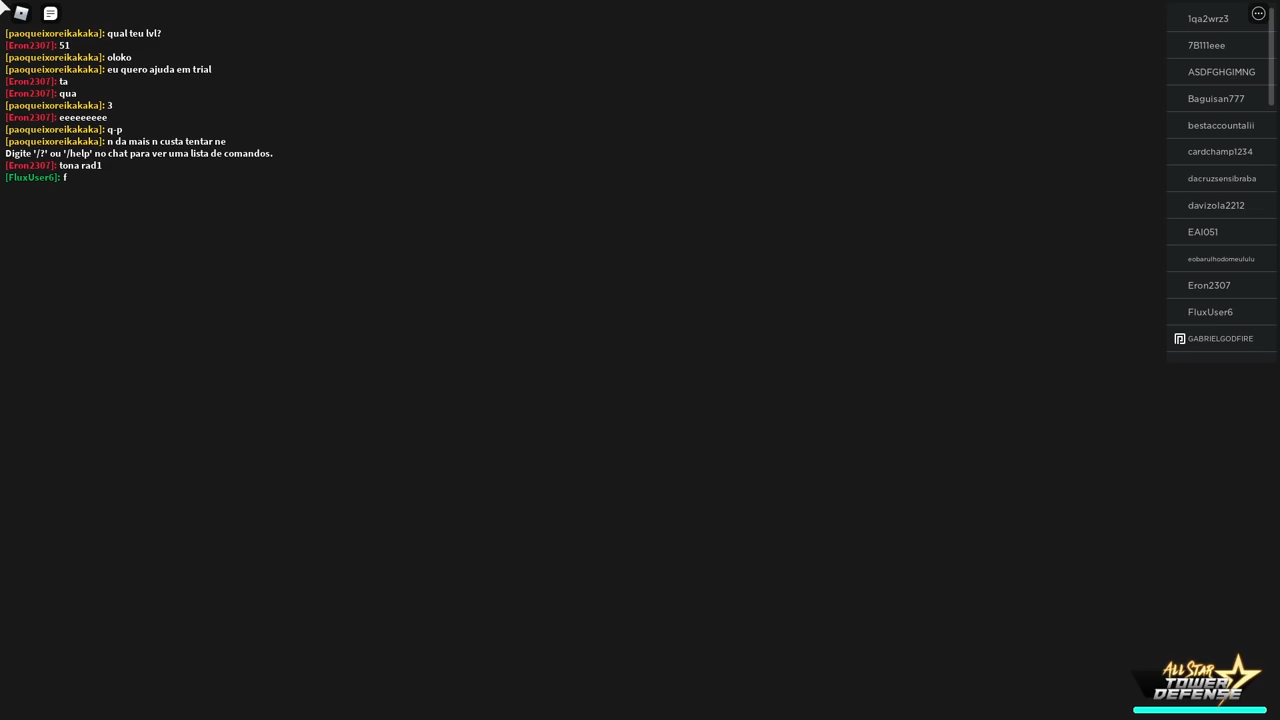 [paoqueixoreikakaka]: qual teu lvl?
[Eron2307]: 51
[paoqueixoreikakaka]: oloko
[paoqueixoreikakaka]: eu quero ajuda em trial
[Eron2307]: ta
[Eron2307]: qua
[paoqueixoreikakaka]: 3
[Eron2307]: eeeeeeeee
[paoqueixoreikakaka]: q-p
[paoqueixoreikakaka]: n da mais n custa tentar ne
Digite '/?' ou '/help' no chat para ver uma lista de comandos.
[Eron2307]: tona rad1
[FluxUser6]: f
1qa2wrz3
7B111eee
ASDFGHGIMNG
Baguisan777
bestaccountalii
cardchamp1234
dacruzsensibraba
davizola2212
EAI051
eobarulhodomeululu
Eron2307
FluxUser6
GABRIELGODFIRE
ALL STAR
TOWER
DEFENSE